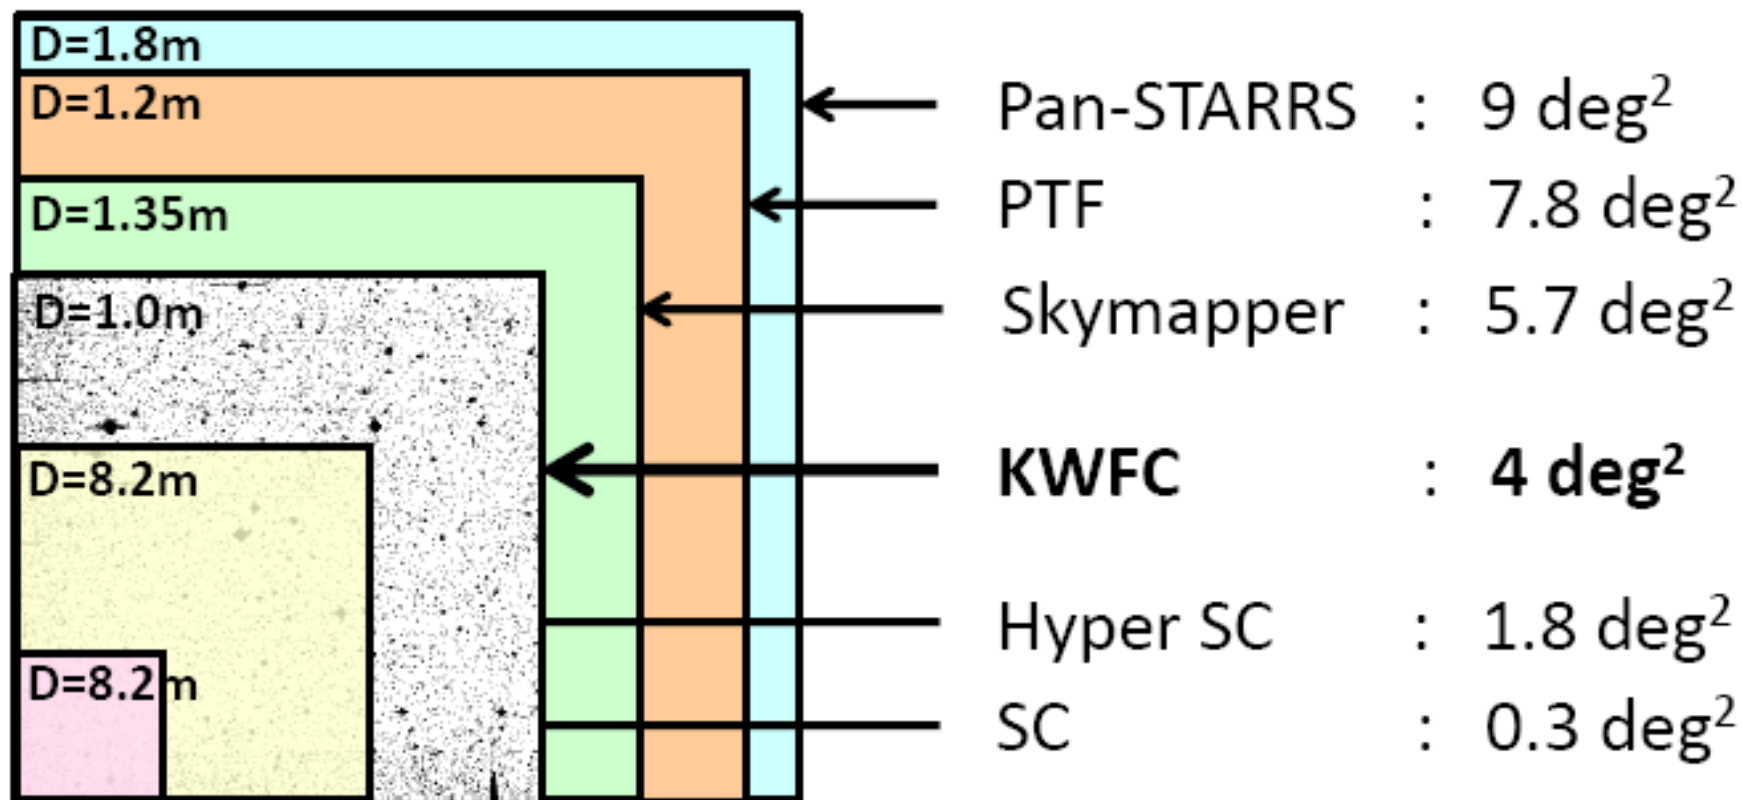 D=1.8m
D=1.2m
Pan-STARRS : 9 deg²
PTF : 7.8 deg²
D=1.35m
D=1.0m
Skymapper : 5.7 deg²
KWFC : 4 deg²
D=8.2m
Hyper SC : 1.8 deg²
D=8.2m
SC : 0.3 deg²